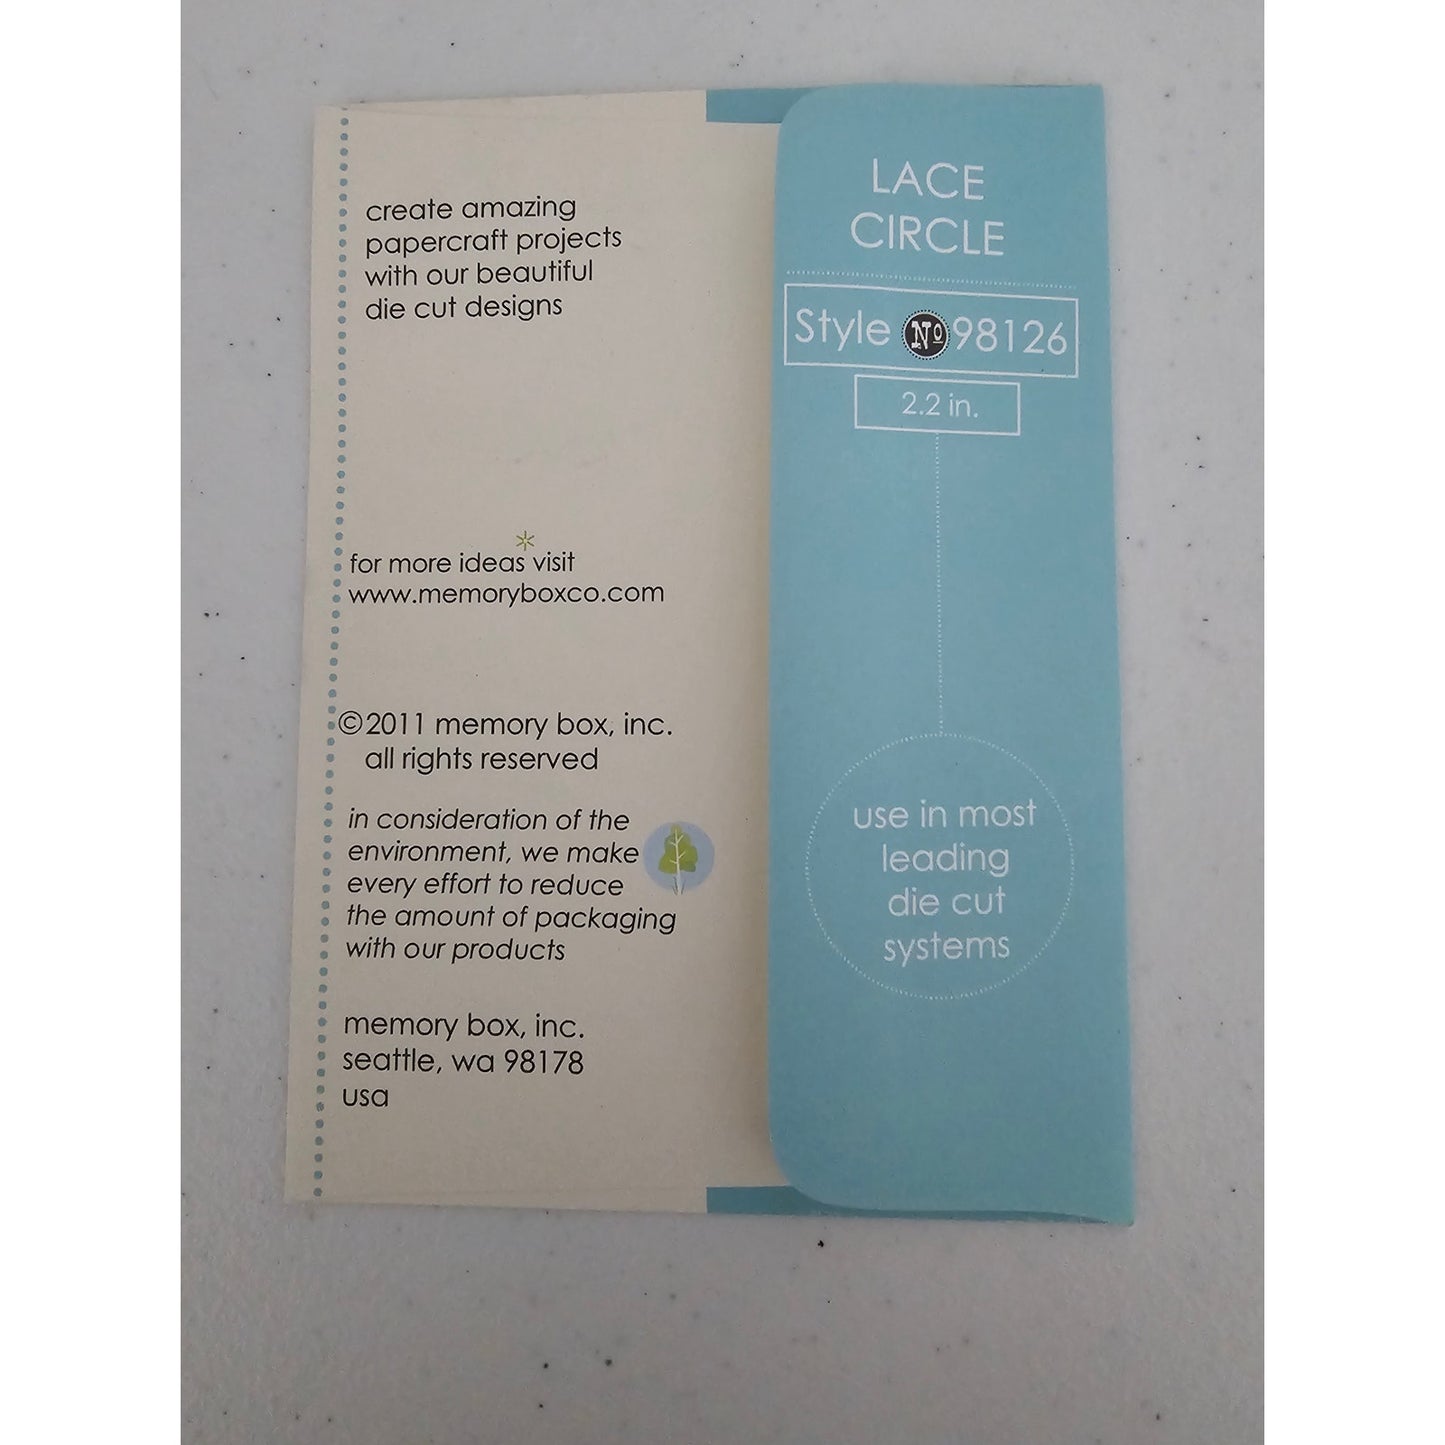 create amazing
papercraft projects
with our beautiful
die cut designs
for more ideas visit
www.memoryboxco.com
©2011 memory box, inc.
all rights reserved
in consideration of the
environment, we make
every effort to reduce
the amount of packaging
with our products
memory box, inc.
seattle, wa 98178
usa
LACE
CIRCLE
Style No 98126
2.2 in.
use in most
leading
die cut
systems